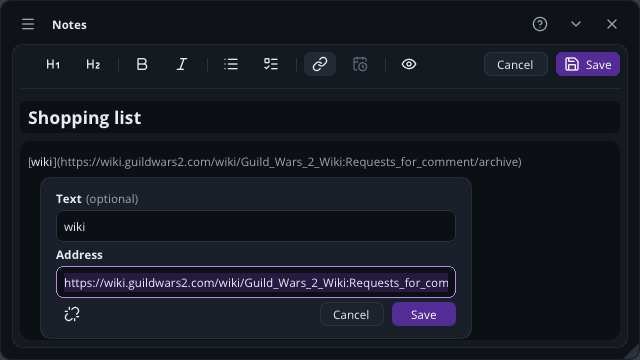 Notes
H1 H2 B I Cancel Save
Shopping list
[wiki](https://wiki.guildwars2.com/wiki/Guild_Wars_2_Wiki:Requests_for_comment/archive)
Text (optional)
wiki
Address
https://wiki.guildwars2.com/wiki/Guild_Wars_2_Wiki:Requests_for_com
Cancel Save